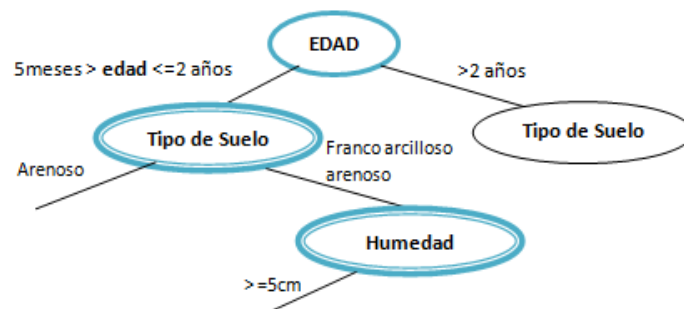 EDAD
5meses > edad <=2 años
>2 años
Tipo de Suelo
Tipo de Suelo
Arenoso
Franco arcilloso
arenoso
Humedad
>=5cm